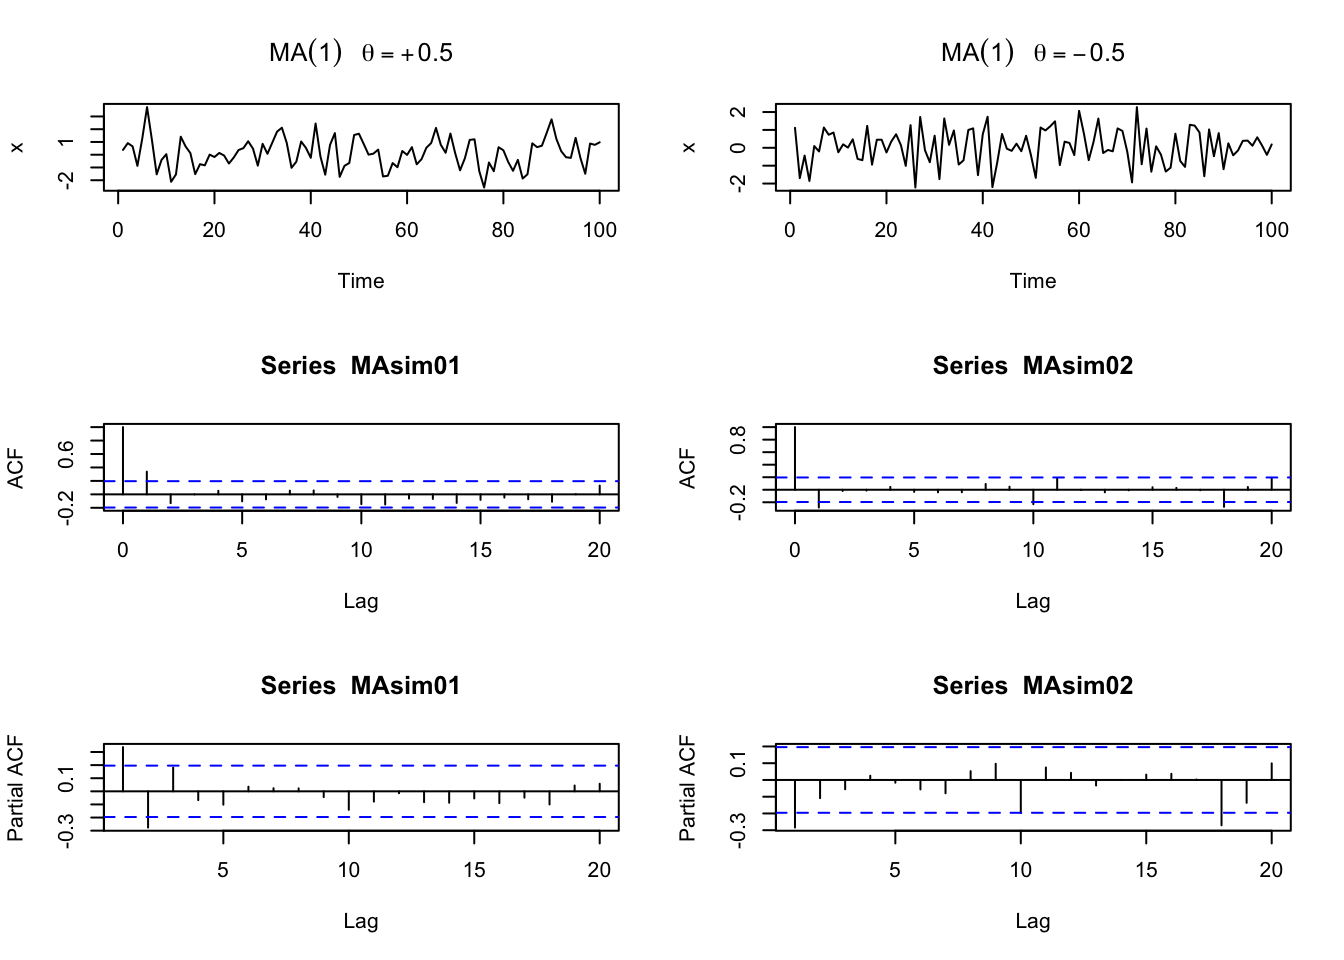 MA(1) θ = +0.5
x
1
-2
0 20 40 60 80 100
Time
MA(1) θ = −0.5
x
2
0
-2
0 20 40 60 80 100
Time
Series MAsim01
ACF
0.6
-0.2
0 5 10 15 20
Lag
Series MAsim02
ACF
0.8
-0.2
0 5 10 15 20
Lag
Series MAsim01
Partial ACF
0.1
-0.3
5 10 15 20
Lag
Series MAsim02
Partial ACF
0.1
-0.3
5 10 15 20
Lag